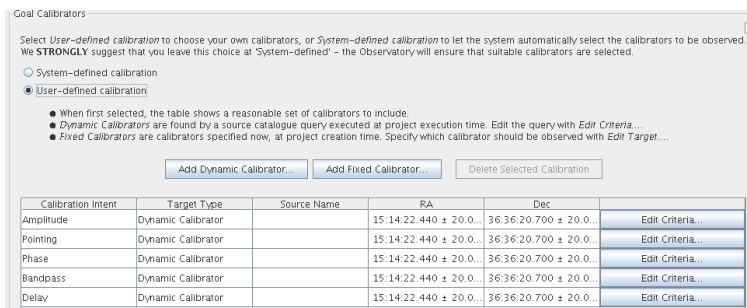 Goal Calibrators
Select User-defined calibration to choose your own calibrators, or System-defined calibration to let the system automatically select the calibrators to be observed.
We STRONGLY suggest that you leave this choice at 'System-defined' - the Observatory will ensure that suitable calibrators are selected.
System-defined calibration
User-defined calibration
When first selected, the table shows a reasonable set of calibrators to include.
Dynamic Calibrators are found by a source catalogue query executed at project execution time. Edit the query with Edit Criteria....
Fixed Calibrators are calibrators specified now, at project creation time. Specify which calibrator should be observed with Edit Target....
Add Dynamic Calibrator... Add Fixed Calibrator... Delete Selected Calibration
Calibration Intent Target Type Source Name RA Dec
Amplitude Dynamic Calibrator 15:14:22.440 ± 20.0... 36:36:20.700 ± 20.0... Edit Criteria...
Pointing Dynamic Calibrator 15:14:22.440 ± 20.0... 36:36:20.700 ± 20.0... Edit Criteria...
Phase Dynamic Calibrator 15:14:22.440 ± 20.0... 36:36:20.700 ± 20.0... Edit Criteria...
Bandpass Dynamic Calibrator 15:14:22.440 ± 20.0... 36:36:20.700 ± 20.0... Edit Criteria...
Delay Dynamic Calibrator 15:14:22.440 ± 20.0... 36:36:20.700 ± 20.0... Edit Criteria...